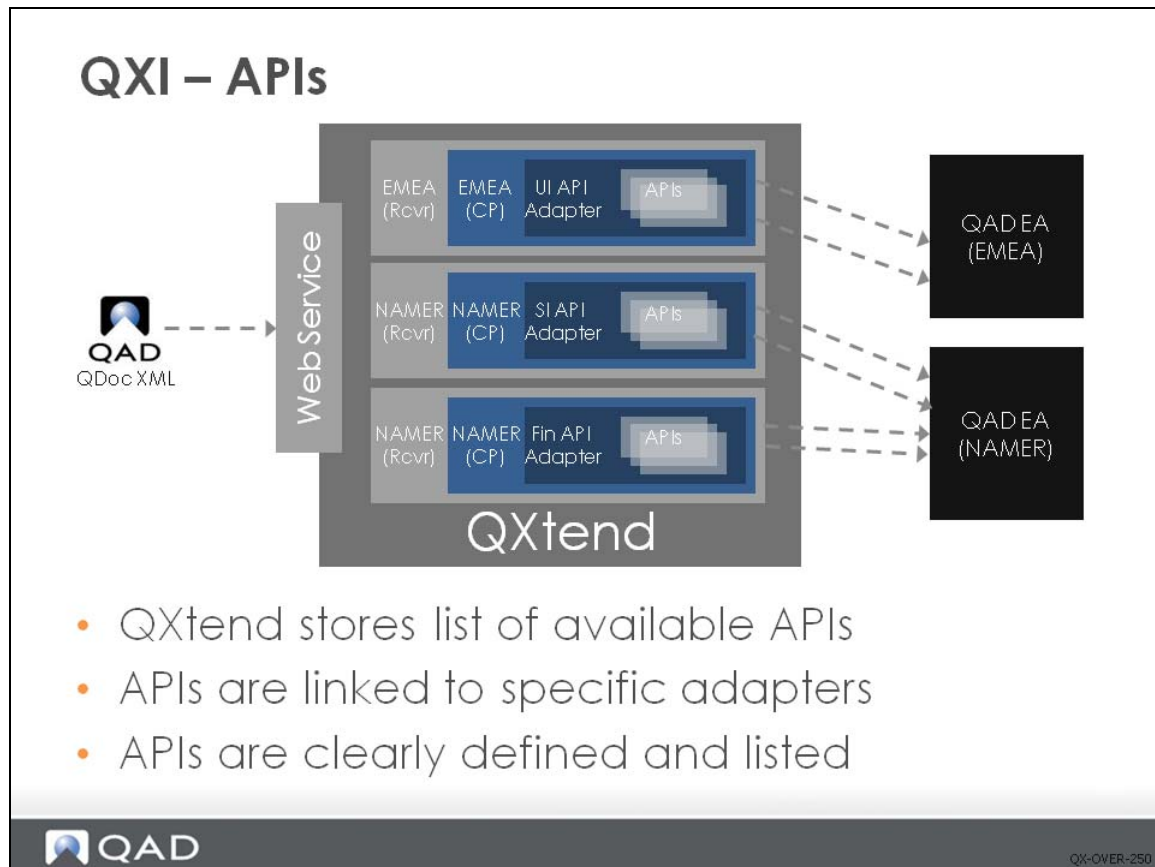 QXI – APIs
EMEA
(Rcvr)
EMEA
(CP)
UI API
Adapter
APIs
NAMER
(Rcvr)
NAMER
(CP)
SI API
Adapter
APIs
NAMER
(Rcvr)
NAMER
(CP)
Fin API
Adapter
APIs
Web Service
QAD
QDoc XML
QXtend
QAD EA
(EMEA)
QAD EA
(NAMER)
• QXtend stores list of available APIs
• APIs are linked to specific adapters
• APIs are clearly defined and listed
QAD
QX-OVER-250